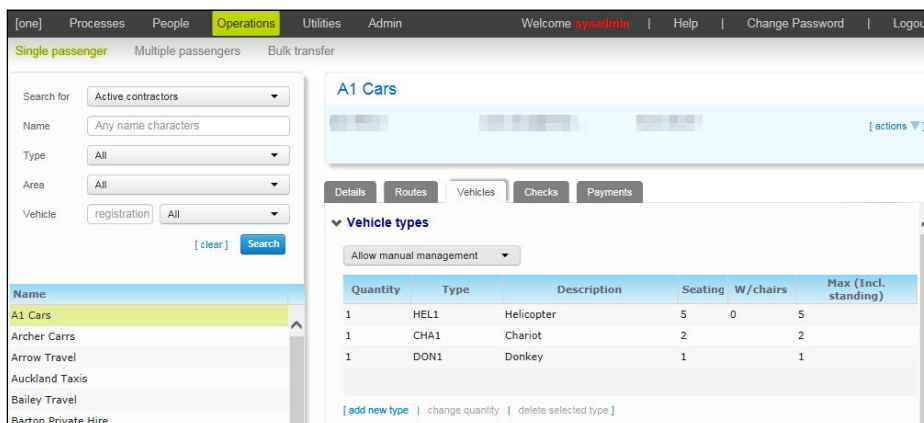 [one] Processes People Operations Utilities Admin Welcome sysadmin | Help | Change Password |
Single passenger Multiple passengers Bulk transfer
Search for Active contractors
Name Any name characters
Type All
Area All
Vehicle registration All
[ clear ] Search
Name
A1 Cars
Archer Carrs
Arrow Travel
Auckland Taxis
Bailey Travel
Barton Private Hire
A1 Cars
[ actions ]
Details Routes Vehicles Checks Payments
Vehicle types
Allow manual management
Quantity Type Description Seating W/chairs Max (Incl. standing)
1 HEL1 Helicopter 5 0 5
1 CHA1 Chariot 2 2
1 DON1 Donkey 1 1
[ add new type | change quantity | delete selected type ]